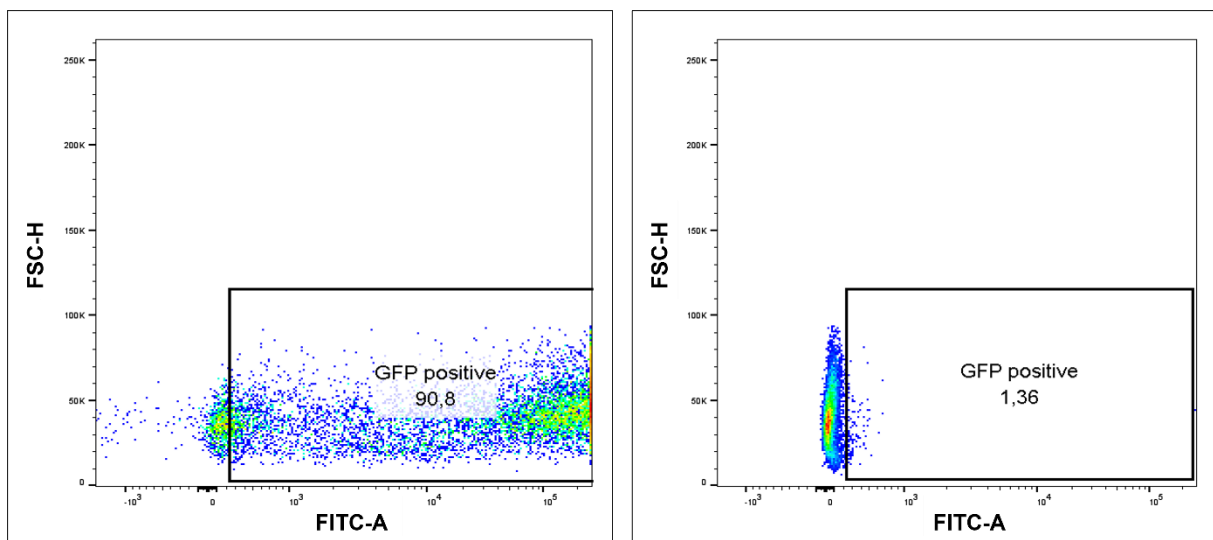 250K
200K
150K
100K
50K
0
FSC-H
GFP positive
90,8
-10³ 0 10³ 10⁴ 10⁵
FITC-A
250K
200K
150K
100K
50K
0
FSC-H
GFP positive
1,36
-10³ 0 10³ 10⁴ 10⁵
FITC-A